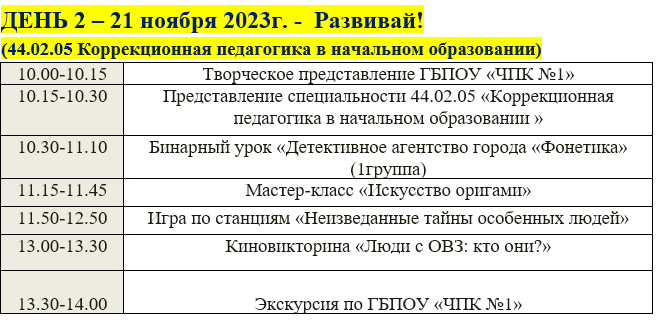 ДЕНЬ 2 – 21 ноября 2023г. - Развивай!
(44.02.05 Коррекционная педагогика в начальном образовании)
10.00-10.15 Творческое представление ГБПОУ «ЧПК №1»
10.15-10.30 Представление специальности 44.02.05 «Коррекционная
педагогика в начальном образовании »
10.30-11.10 Бинарный урок «Детективное агентство города «Фонетика»
(1группа)
11.15-11.45 Мастер-класс «Искусство оригами»
11.50-12.50 Игра по станциям «Неизведанные тайны особенных людей»
13.00-13.30 Киновикторина «Люди с ОВЗ: кто они?»
13.30-14.00 Экскурсия по ГБПОУ «ЧПК №1»